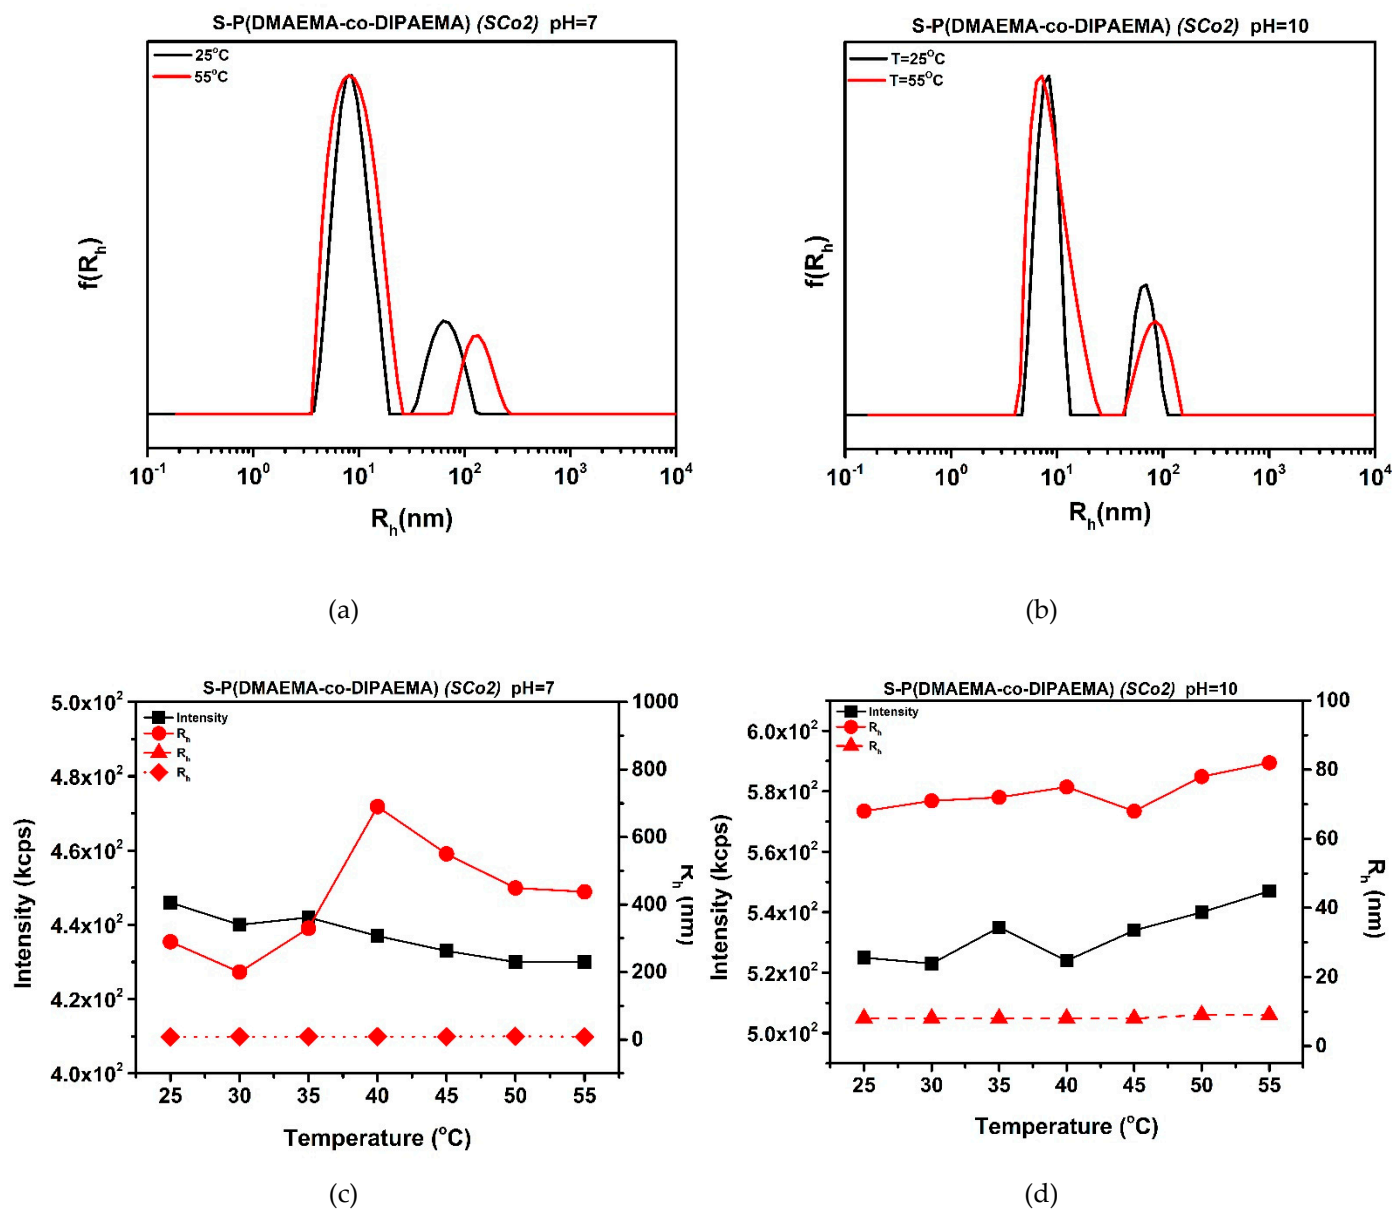 S-P(DMAEMA-co-DIPAEMA) (SCo2) pH=7
25°C
55°C
f(Rₕ)
10⁻¹ 10⁰ 10¹ 10² 10³ 10⁴
Rₕ(nm)
(a)
S-P(DMAEMA-co-DIPAEMA) (SCo2) pH=10
T=25°C
T=55°C
f(Rₕ)
10⁻¹ 10⁰ 10¹ 10² 10³ 10⁴
Rₕ(nm)
(b)
S-P(DMAEMA-co-DIPAEMA) (SCo2) pH=7
Intensity
Rₕ
Rₕ
Rₕ
5.0x10²
4.8x10²
4.6x10²
4.4x10²
4.2x10²
4.0x10²
Intensity (kcps)
1000
800
600
400
200
0
Rₕ (nm)
25 30 35 40 45 50 55
Temperature (°C)
(c)
S-P(DMAEMA-co-DIPAEMA) (SCo2) pH=10
Intensity
Rₕ
Rₕ
6.0x10²
5.8x10²
5.6x10²
5.4x10²
5.2x10²
5.0x10²
Intensity (kcps)
100
80
60
40
20
0
Rₕ (nm)
25 30 35 40 45 50 55
Temperature (°C)
(d)